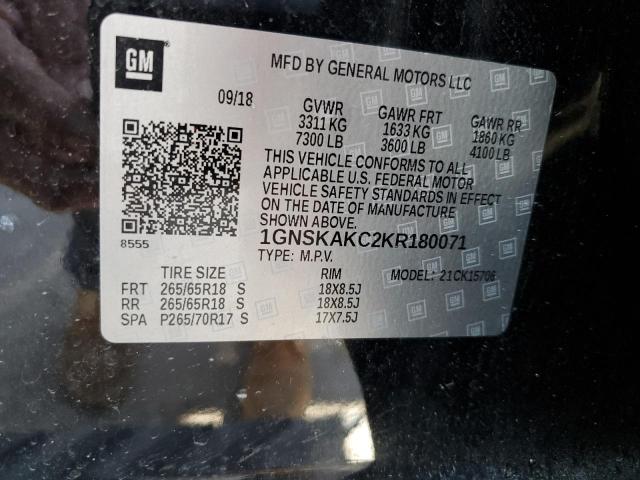 GM
MFD BY GENERAL MOTORS LLC
09/18 GVWR GAWR FRT GAWR RR
3311 KG 1633 KG 1860 KG
7300 LB 3600 LB 4100 LB
THIS VEHICLE CONFORMS TO ALL
APPLICABLE U.S. FEDERAL MOTOR
VEHICLE SAFETY STANDARDS IN EFFECT
ON THE DATE OF MANUFACTURE
SHOWN ABOVE.
8555 1GNSKAKC2KR180071
TYPE: M.P.V. MODEL: 21CK15706
TIRE SIZE RIM
FRT 265/65R18 S 18X8.5J
RR 265/65R18 S 18X8.5J
SPA P265/70R17 S 17X7.5J